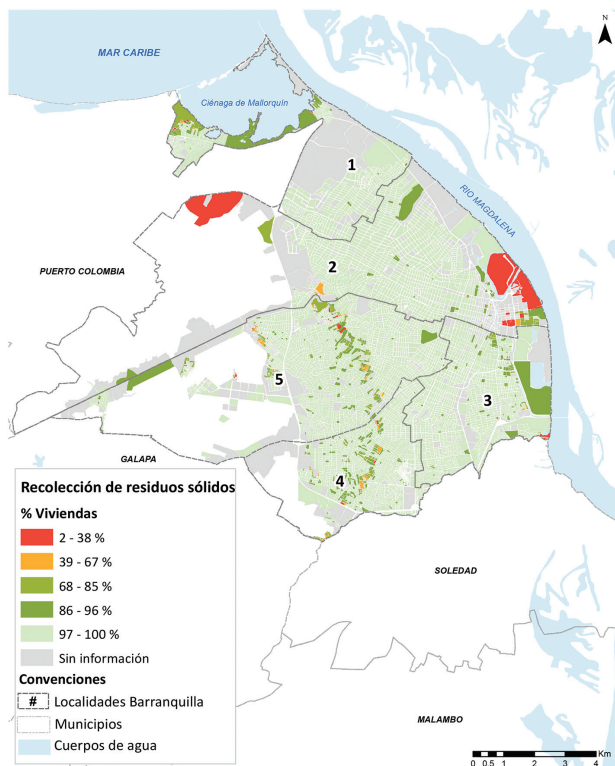 MAR CARIBE
N
Ciénaga de Mallorquín
1
RIO MAGDALENA
PUERTO COLOMBIA
2
5
3
GALAPA
4
Recolección de residuos sólidos
% Viviendas
2 - 38 %
39 - 67 %
68 - 85 %
86 - 96 %
97 - 100 %
Sin información
Convenciones
# Localidades Barranquilla
Municipios
Cuerpos de agua
SOLEDAD
MALAMBO
Km
0 0.5 1 2 3 4